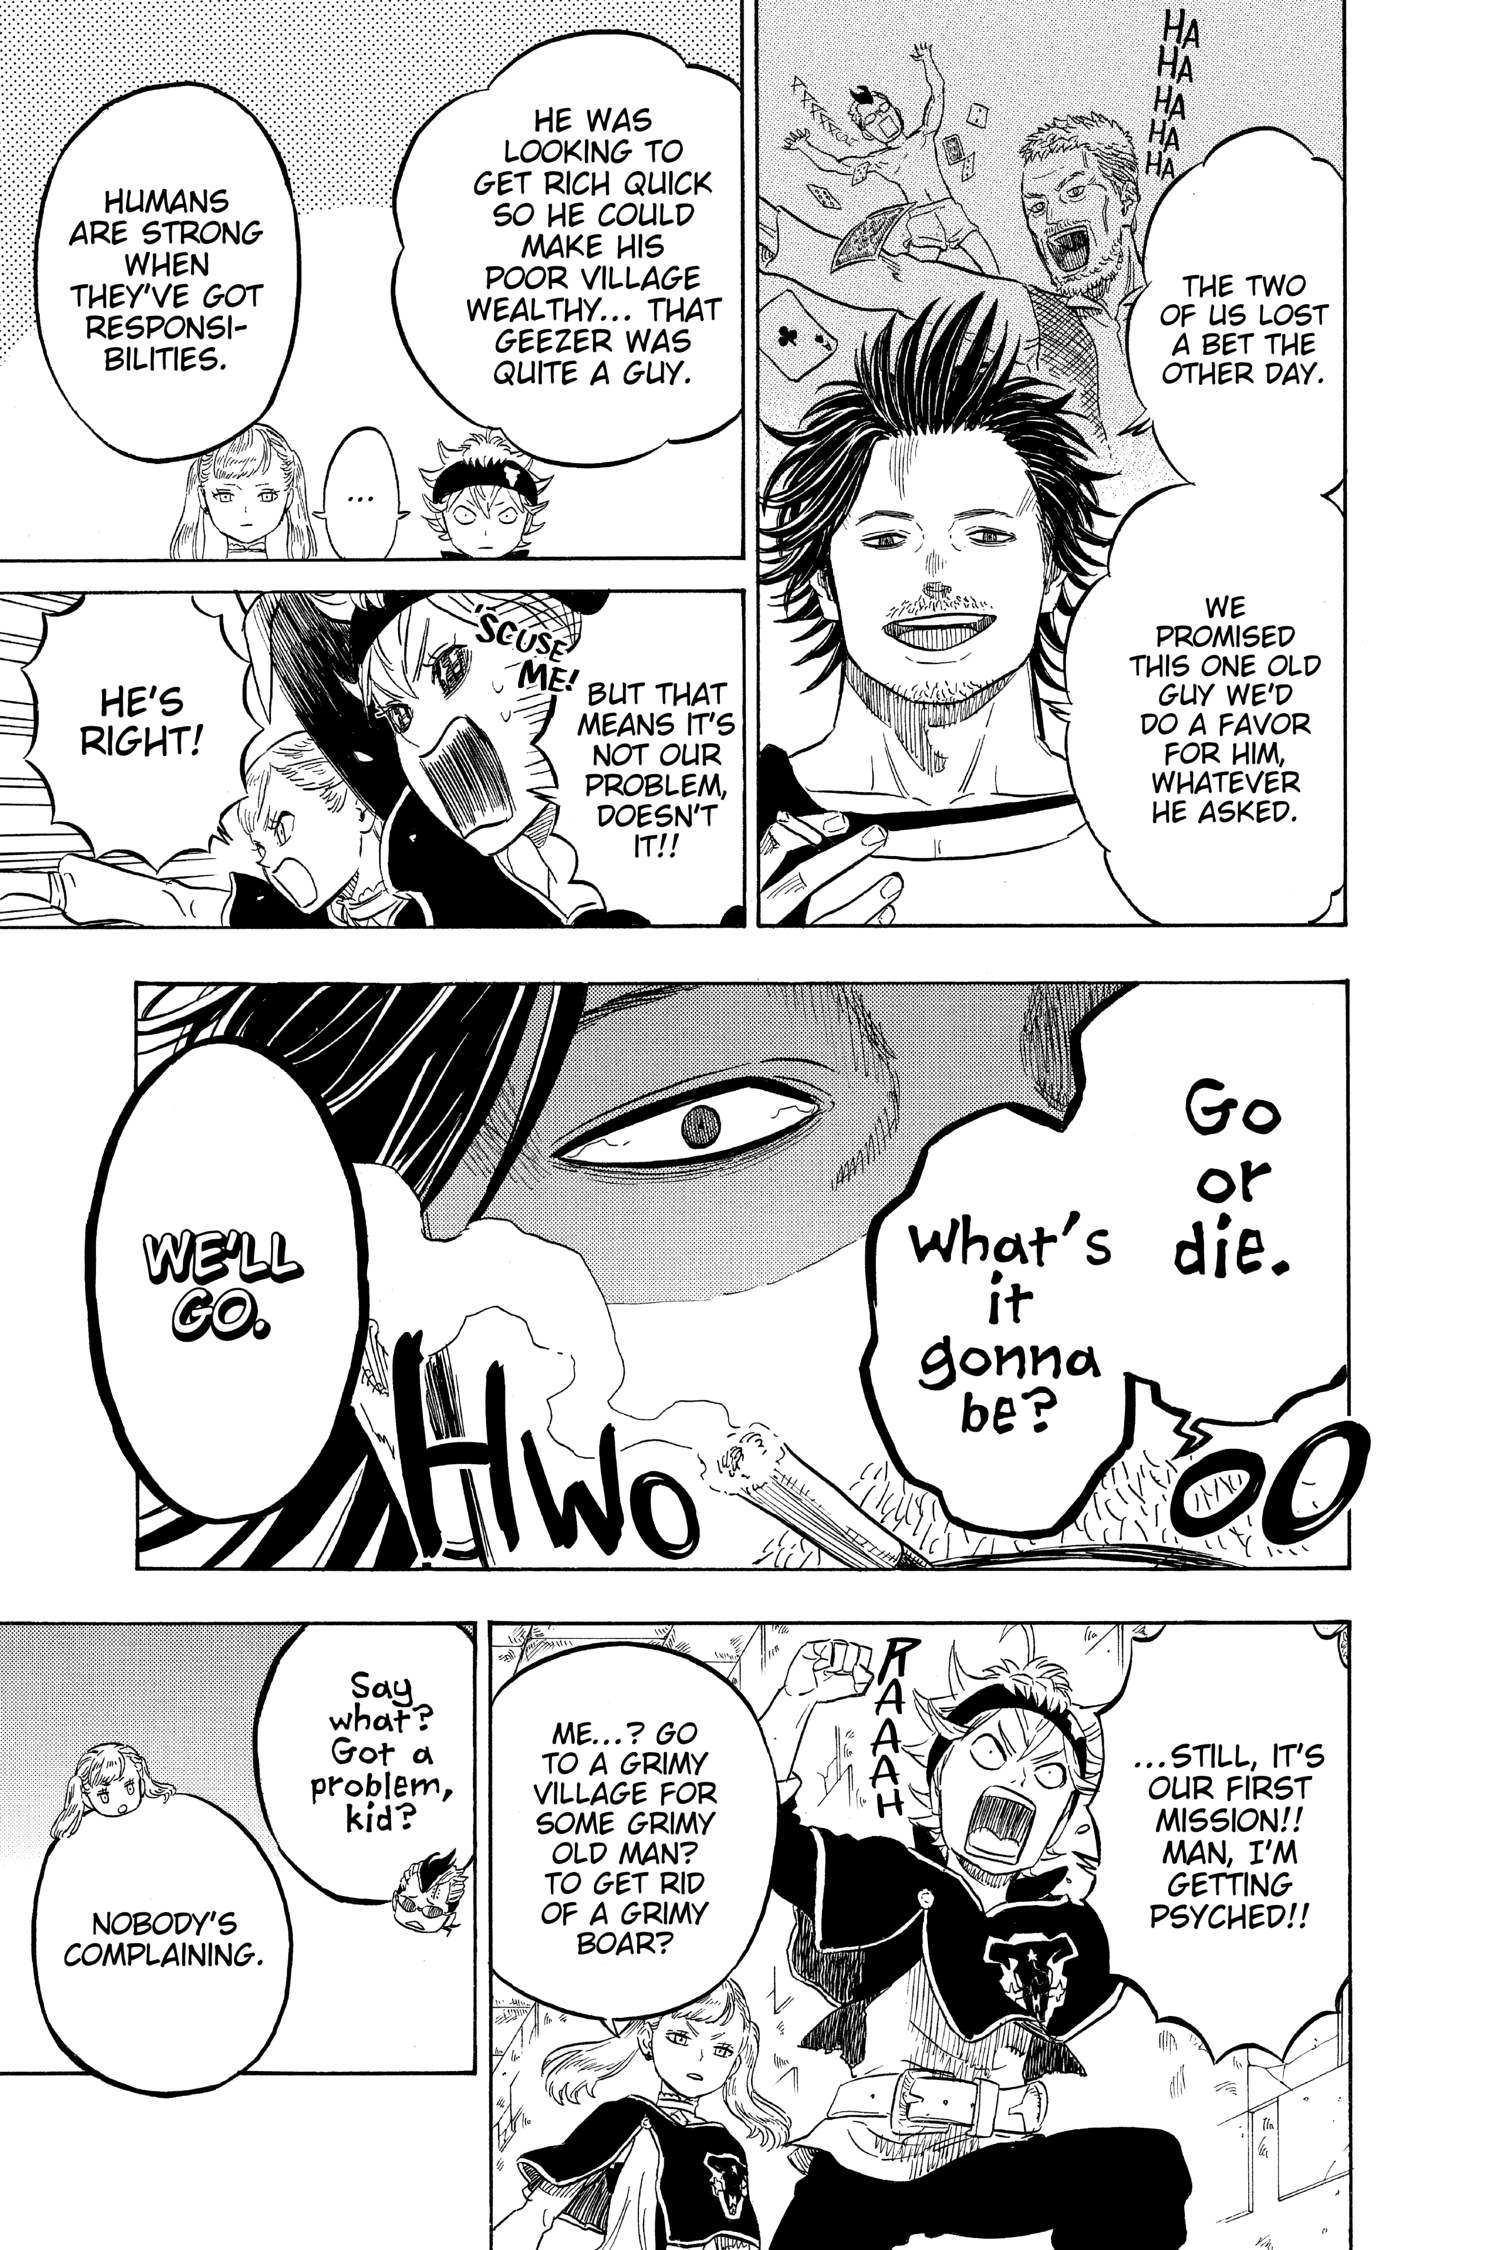 HA
HA
HA
HA
HA
THE TWO
OF US LOST
A BET THE
OTHER DAY.
WE
PROMISED
THIS ONE OLD
GUY WE'D
DO A FAVOR
FOR HIM,
WHATEVER
HE ASKED.
HE WAS
LOOKING TO
GET RICH QUICK
SO HE COULD
MAKE HIS
POOR VILLAGE
WEALTHY... THAT
GEEZER WAS
QUITE A GUY.
HUMANS
ARE STRONG
WHEN
THEY'VE GOT
RESPONSI-
BILITIES.
...
'SCUSE
ME!
BUT THAT
MEANS IT'S
NOT OUR
PROBLEM,
DOESN'T
IT!!
HE'S
RIGHT!
Go
or
die.
What's
it
gonna
be?
WE'LL
GO.
HWOOO
...STILL, IT'S
OUR FIRST
MISSION!!
MAN, I'M
GETTING
PSYCHED!!
RAAAAH
ME...? GO
TO A GRIMY
VILLAGE FOR
SOME GRIMY
OLD MAN?
TO GET RID
OF A GRIMY
BOAR?
Say
what?
Got a
problem,
kid?
NOBODY'S
COMPLAINING.